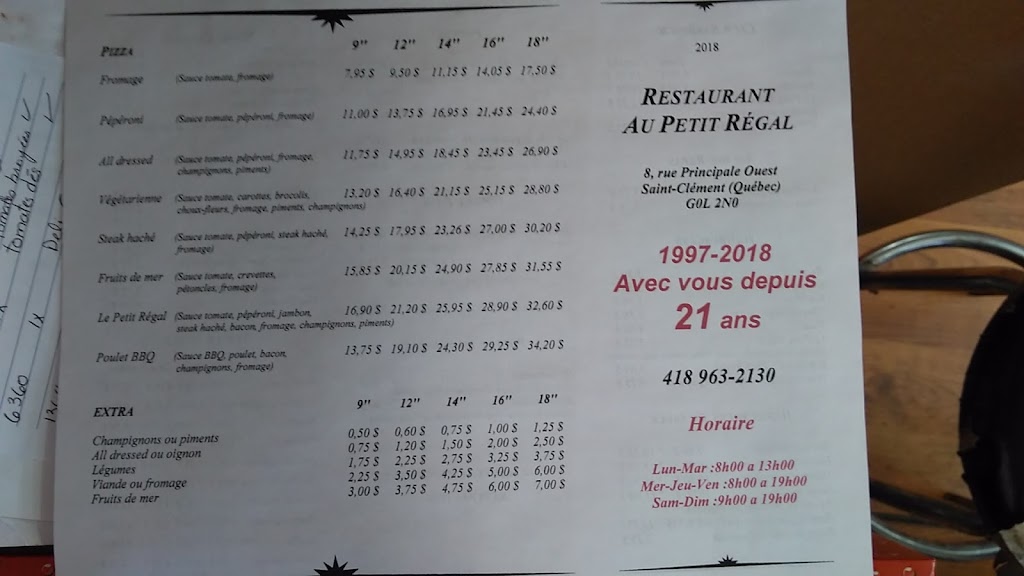 PIZZA 9" 12" 14" 16" 18"
Fromage (Sauce tomate, fromage) 7,95 $ 9,50 $ 11,15 $ 14,05 $ 17,50 $
Pépéroni (Sauce tomate, pépéroni, fromage) 11,00 $ 13,75 $ 16,95 $ 21,45 $ 24,40 $
All dressed (Sauce tomate, pépéroni, fromage, 11,75 $ 14,95 $ 18,45 $ 23,45 $ 26,90 $
champignons, piments)
Végétarienne (Sauce tomate, carottes, brocolis, 13,20 $ 16,40 $ 21,15 $ 25,15 $ 28,80 $
choux-fleurs, fromage, piments, champignons)
Steak haché (Sauce tomate, pépéroni, steak haché, 14,25 $ 17,95 $ 23,26 $ 27,00 $ 30,20 $
fromage)
Fruits de mer (Sauce tomate, crevettes, 15,85 $ 20,15 $ 24,90 $ 27,85 $ 31,55 $
pétoncles, fromage)
Le Petit Régal (Sauce tomate, pépéroni, jambon, 16,90 $ 21,20 $ 25,95 $ 28,90 $ 32,60 $
steak haché, bacon, fromage, champignons, piments)
Poulet BBQ (Sauce BBQ, poulet, bacon, 13,75 $ 19,10 $ 24,30 $ 29,25 $ 34,20 $
champignons, fromage)
EXTRA 9" 12" 14" 16" 18"
Champignons ou piments 0,50 $ 0,60 $ 0,75 $ 1,00 $ 1,25 $
All dressed ou oignon 0,75 $ 1,20 $ 1,50 $ 2,00 $ 2,50 $
Légumes 1,75 $ 2,25 $ 2,75 $ 3,25 $ 3,75 $
Viande ou fromage 2,25 $ 3,50 $ 4,25 $ 5,00 $ 6,00 $
Fruits de mer 3,00 $ 3,75 $ 4,75 $ 6,00 $ 7,00 $
2018
RESTAURANT
AU PETIT RÉGAL
8, rue Principale Ouest
Saint-Clément (Québec)
G0L 2N0
1997-2018
Avec vous depuis
21 ans
418 963-2130
Horaire
Lun-Mar :8h00 a 13h00
Mer-Jeu-Ven :8h00 a 19h00
Sam-Dim :9h00 a 19h00
tomates dés
6360 1x